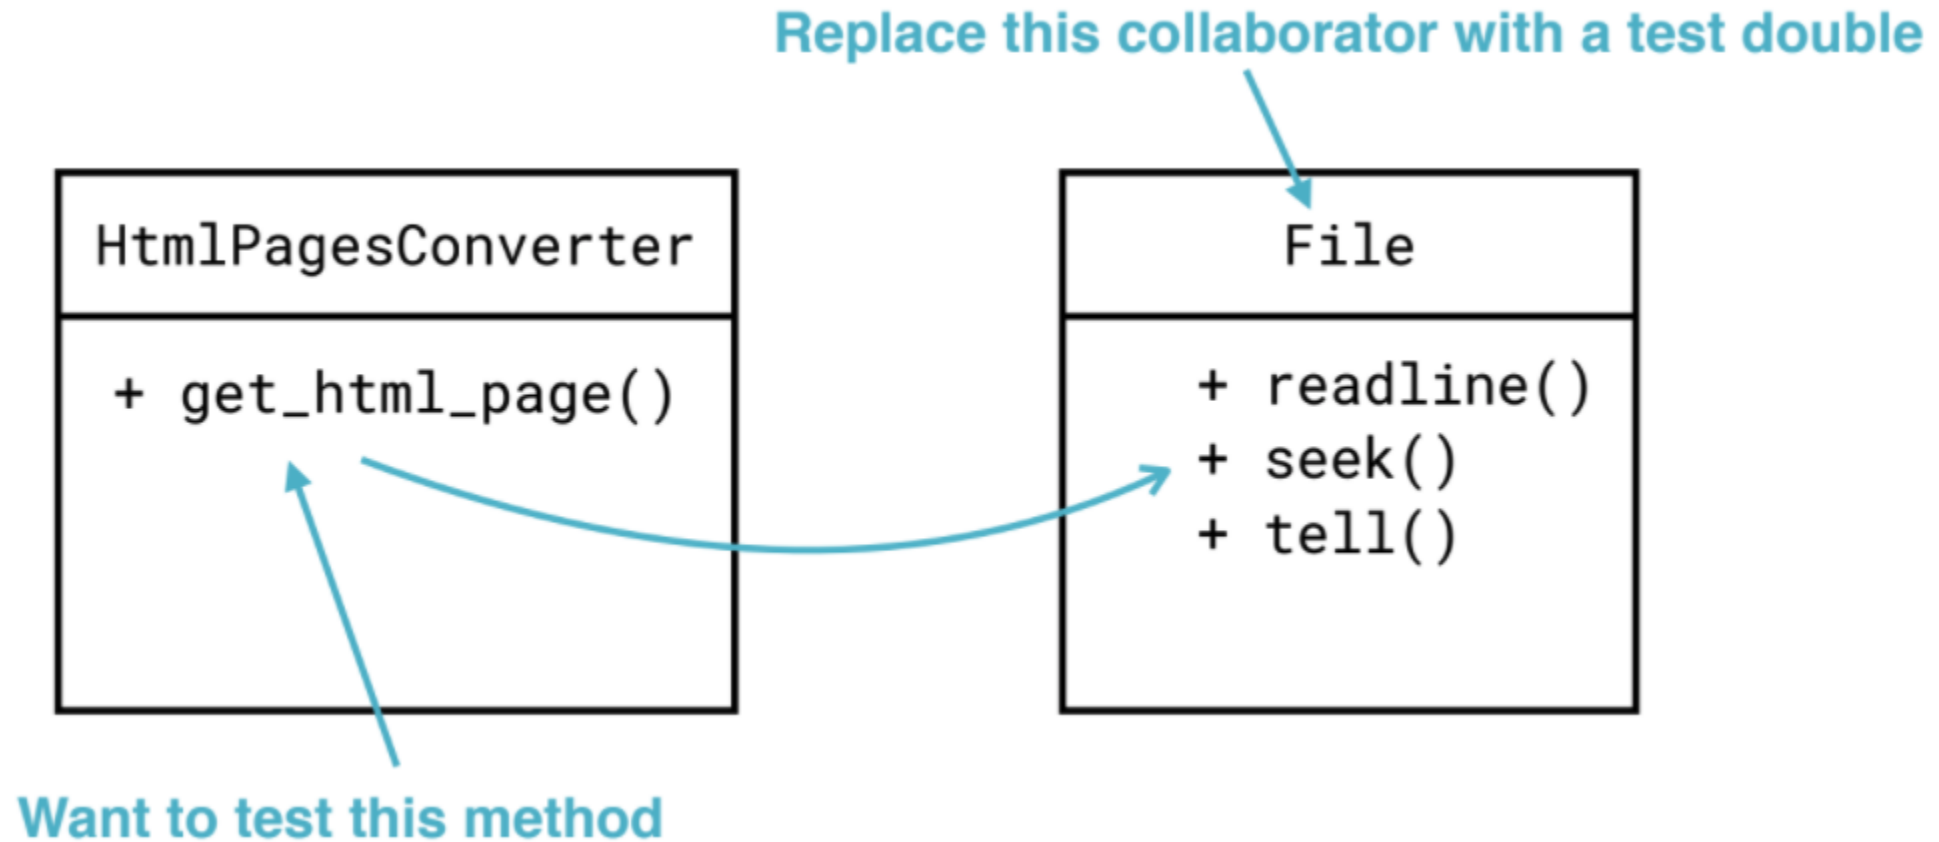 Replace this collaborator with a test double
HtmlPagesConverter
+ get_html_page()
File
+ readline()
+ seek()
+ tell()
Want to test this method